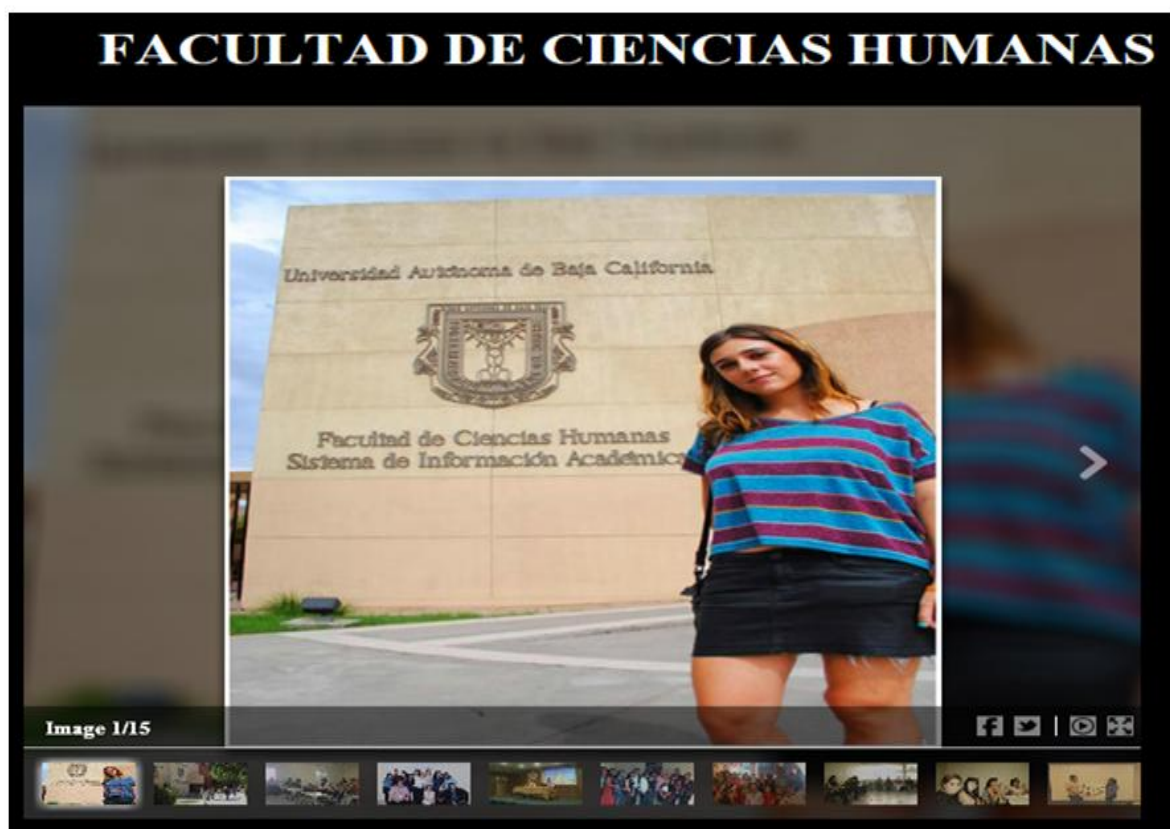 FACULTAD DE CIENCIAS HUMANAS
Universidad Autónoma de Baja California
Facultad de Ciencias Humanas
Sistema de Información Académica
Image 1/15